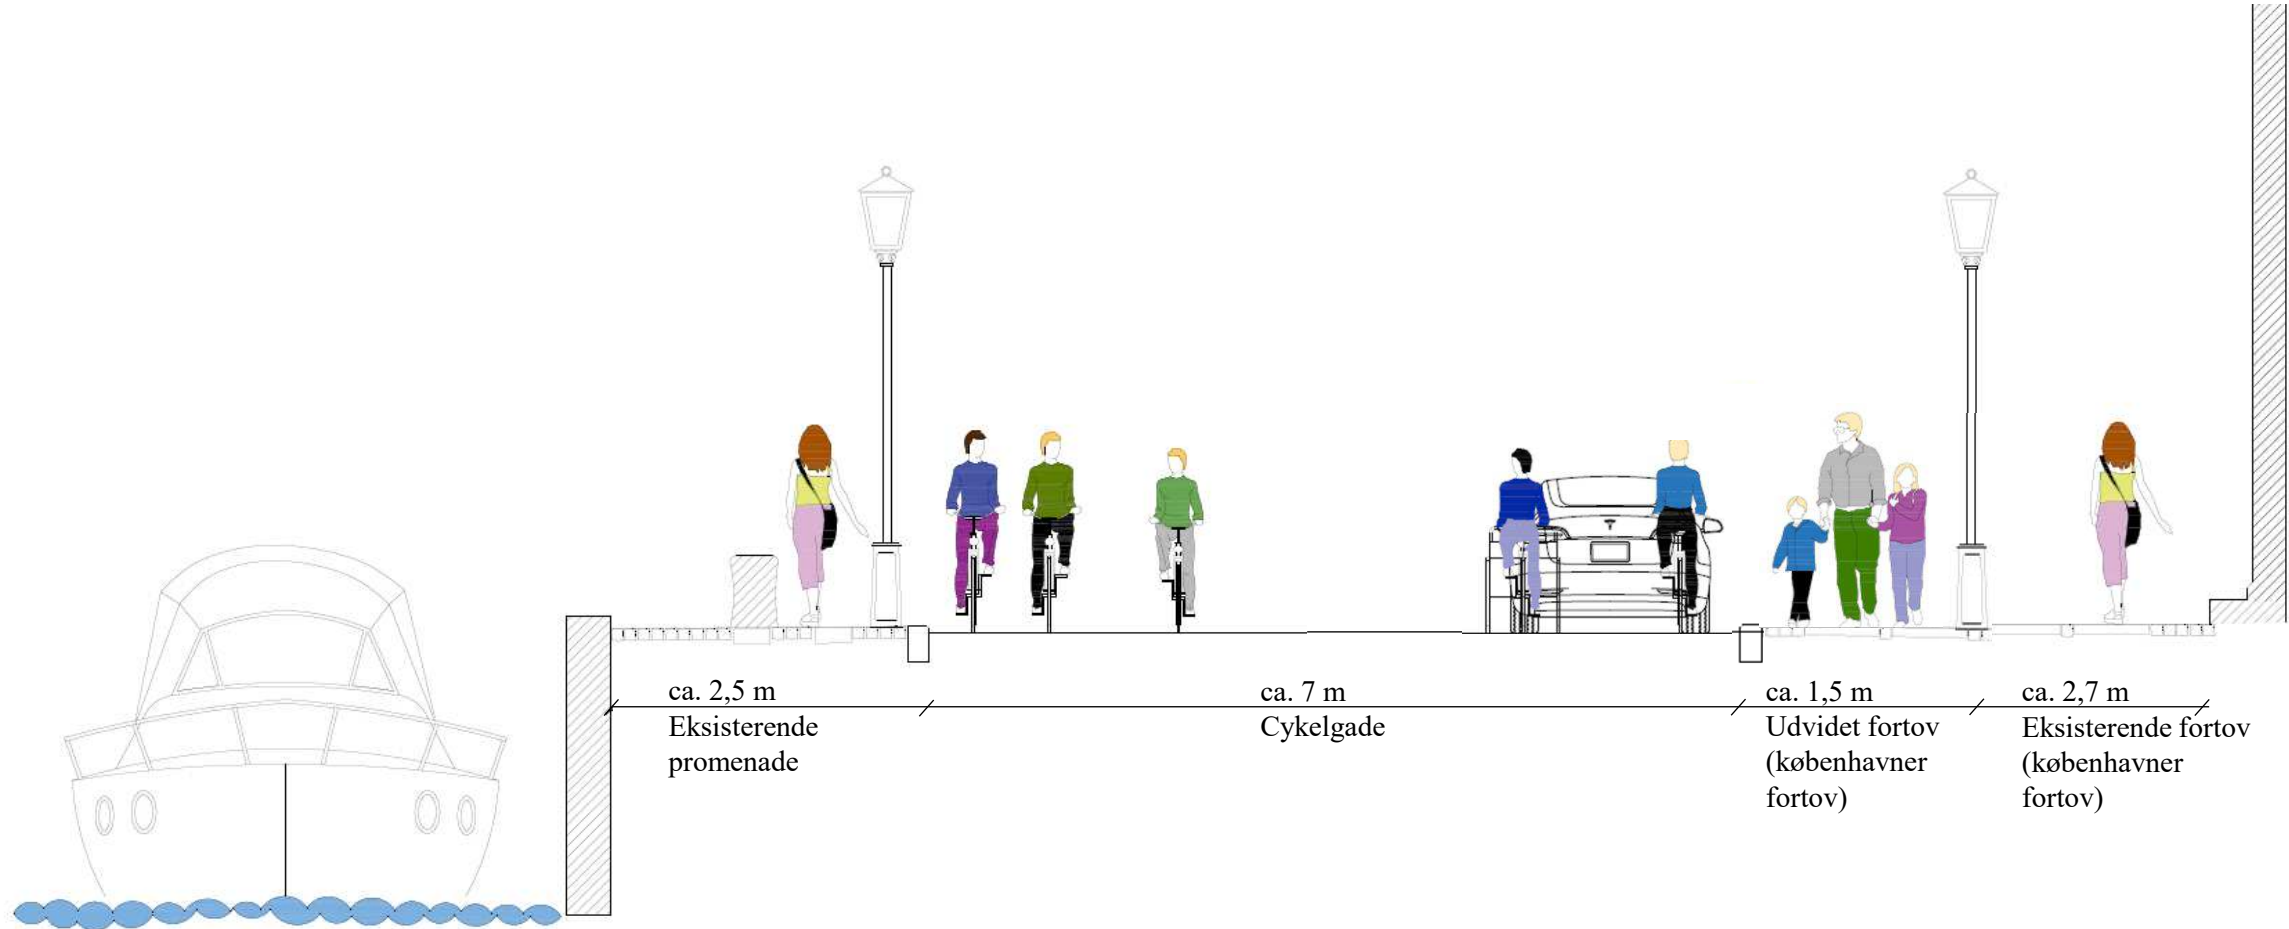 ca. 2,5 m
Eksisterende
promenade
ca. 7 m
Cykelgade
ca. 1,5 m
Udvidet fortov
(københavner
fortov)
ca. 2,7 m
Eksisterende fortov
(københavner
fortov)